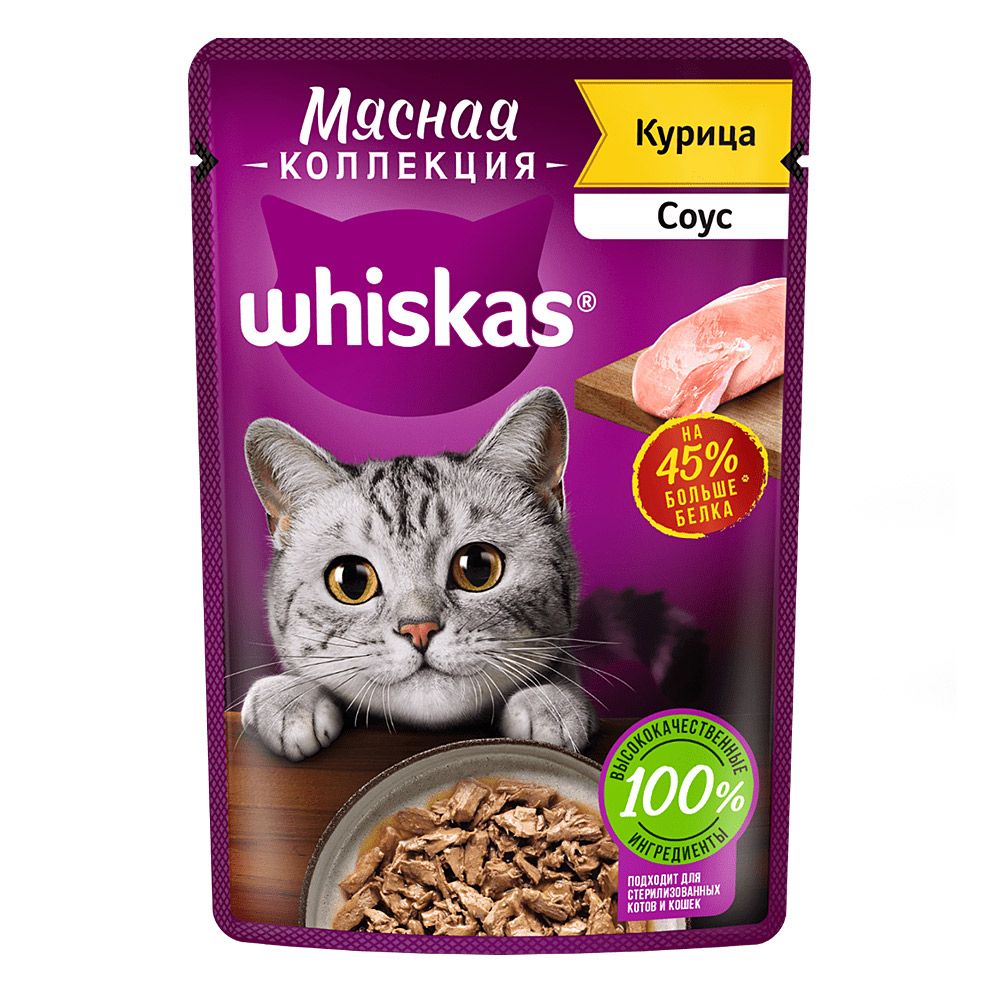 Мясная
КОЛЛЕКЦИЯ
Курица
Соус
whiskas®
НА
45%
БОЛЬШЕ
БЕЛКА
ВЫСОКОКАЧЕСТВЕННЫЕ
100%
ИНГРЕДИЕНТЫ
ПОДХОДИТ ДЛЯ
СТЕРИЛИЗОВАННЫХ
КОТОВ И КОШЕК